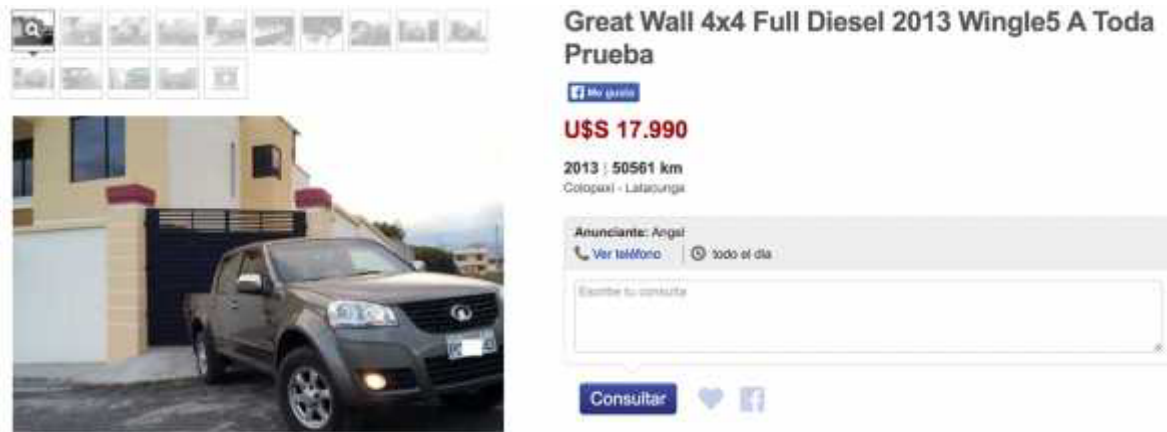 Great Wall 4x4 Full Diesel 2013 Wingle5 A Toda
Prueba
Me gusta
U$S 17.990
2013 | 50561 km
Cotopaxi - Latacunga
Anunciante: Angel
Ver teléfono | todo el día
Escribe tu consulta
Consultar